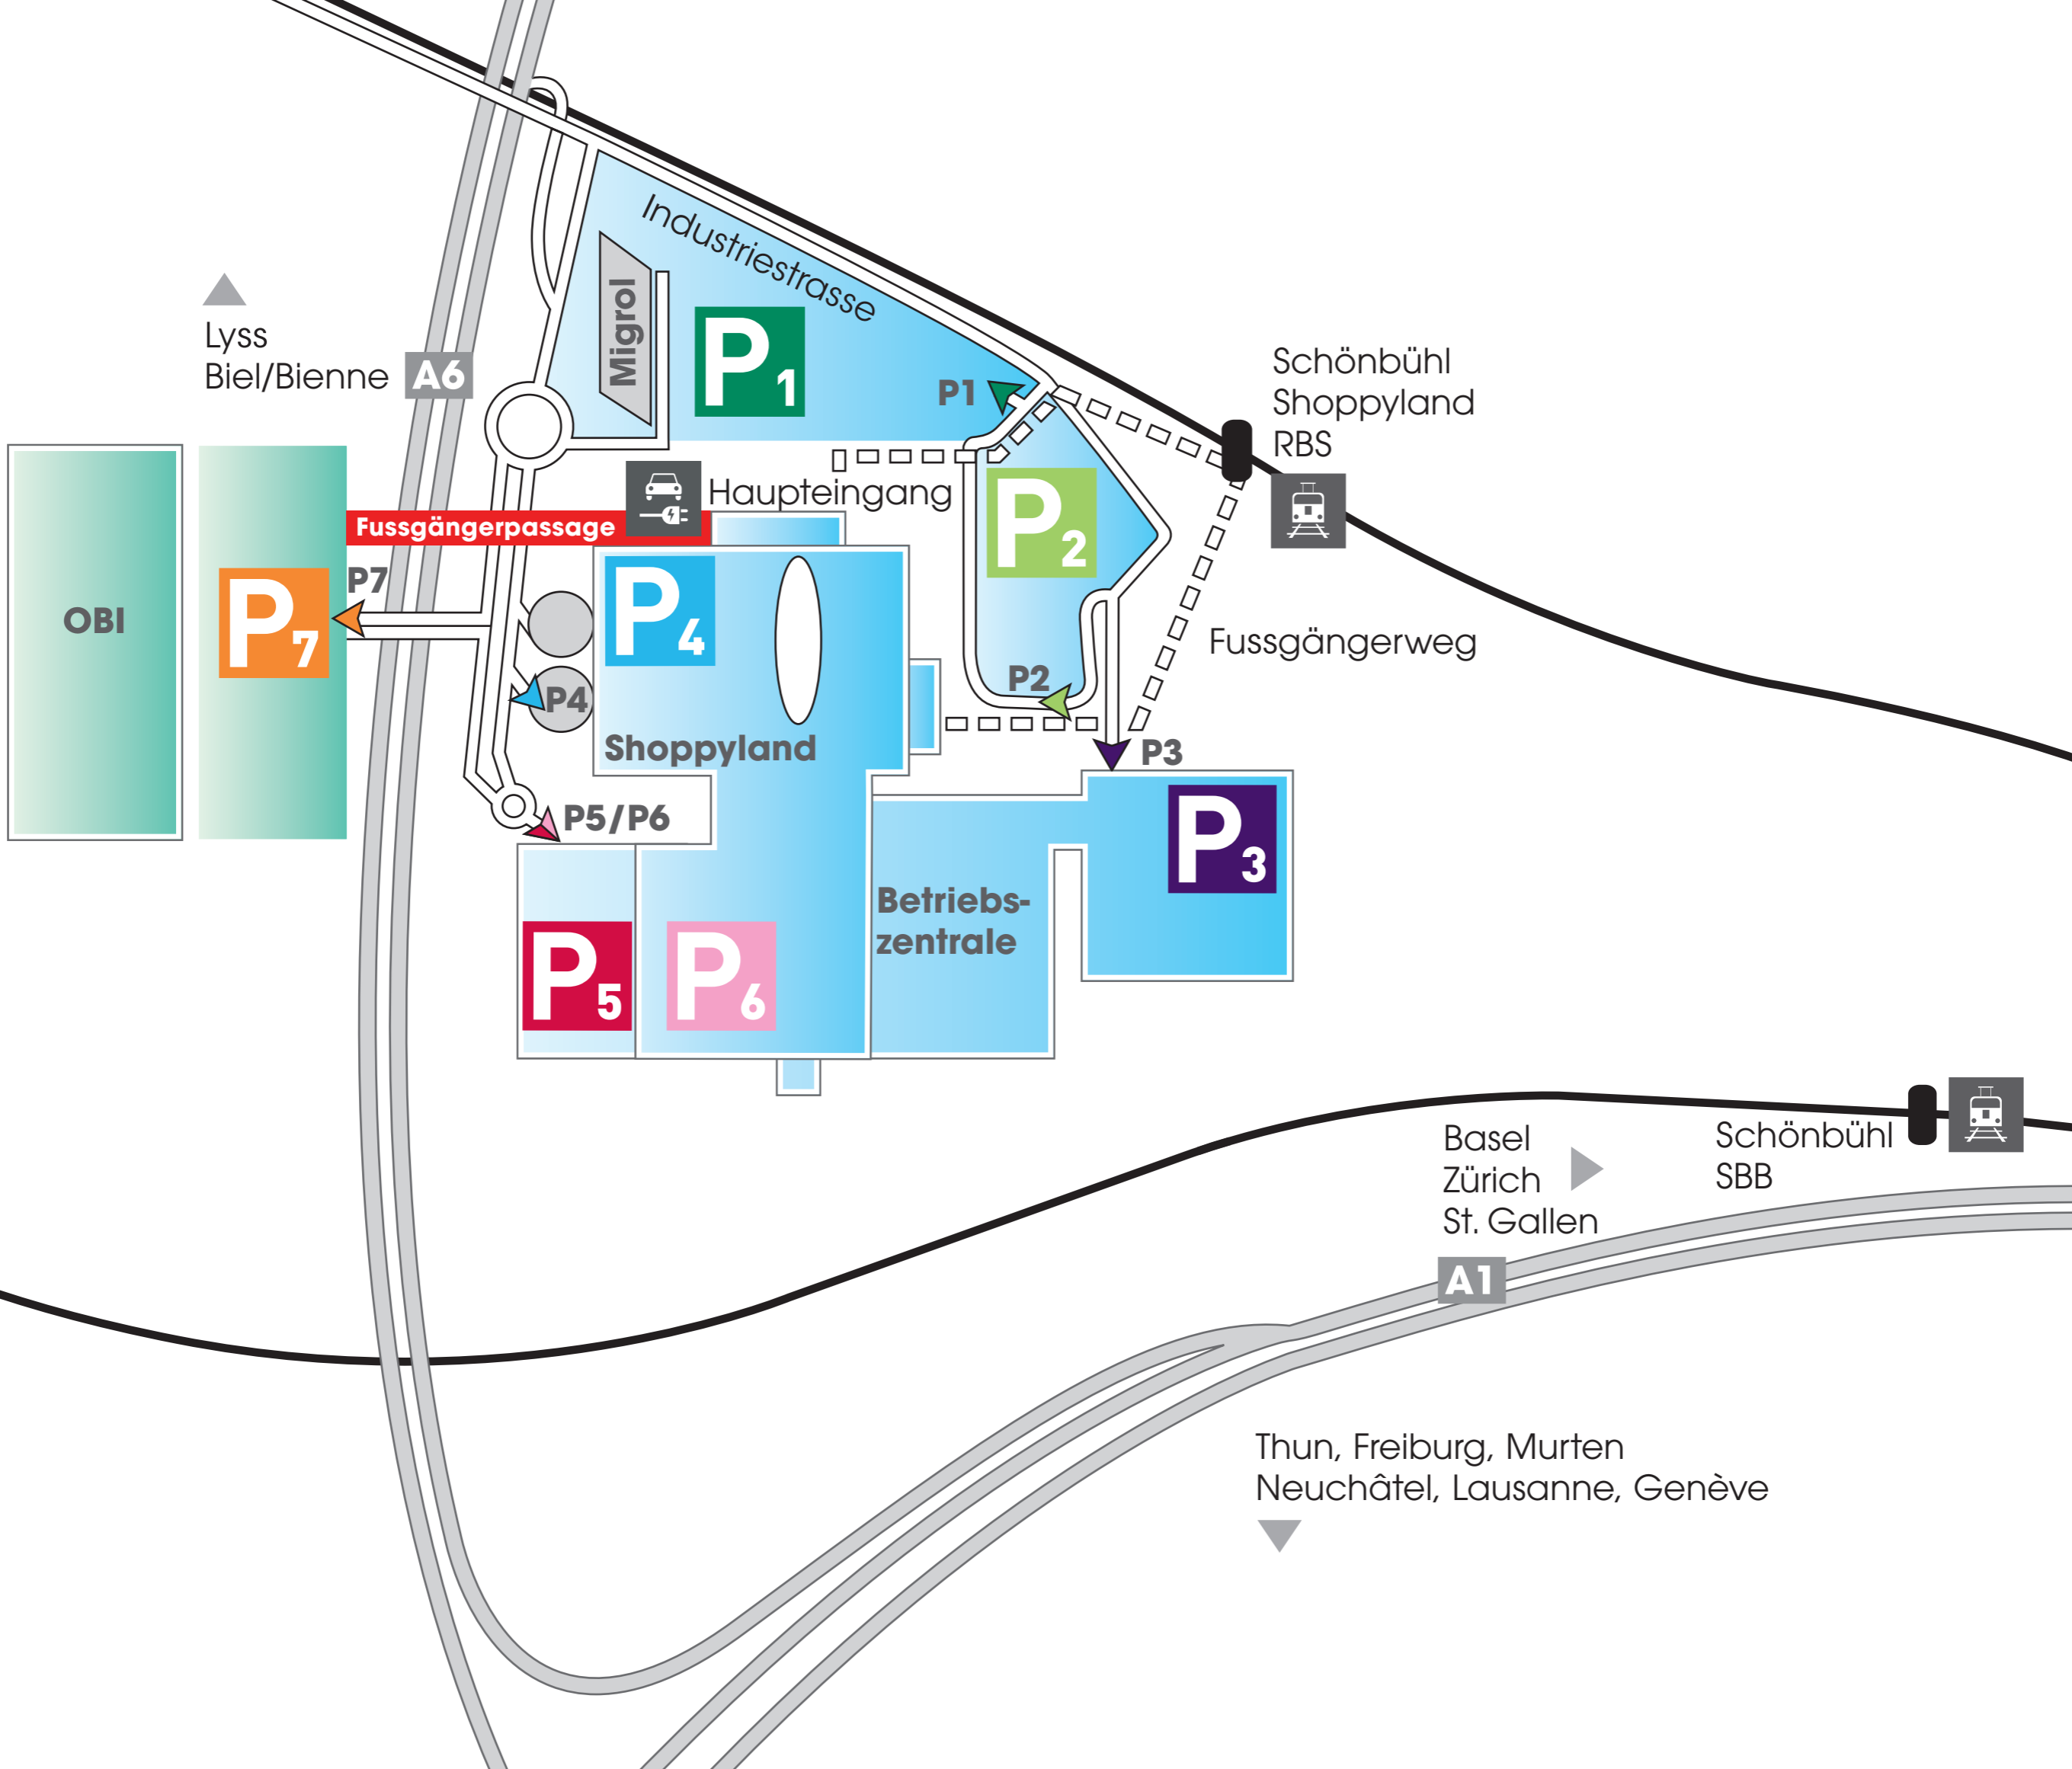 Industriestrasse
Migrol
P1
P1
Lyss
Biel/Bienne
A6
Schönbühl
Shoppyland
RBS
Haupteingang
Fussgängerpassage
P2
P7
OBI
P7
P4
P4
Fussgängerweg
P2
Shoppyland
P3
P5/P6
P3
Betriebs-
zentrale
P5
P6
Basel
Zürich
St. Gallen
Schönbühl
SBB
A1
Thun, Freiburg, Murten
Neuchâtel, Lausanne, Genève